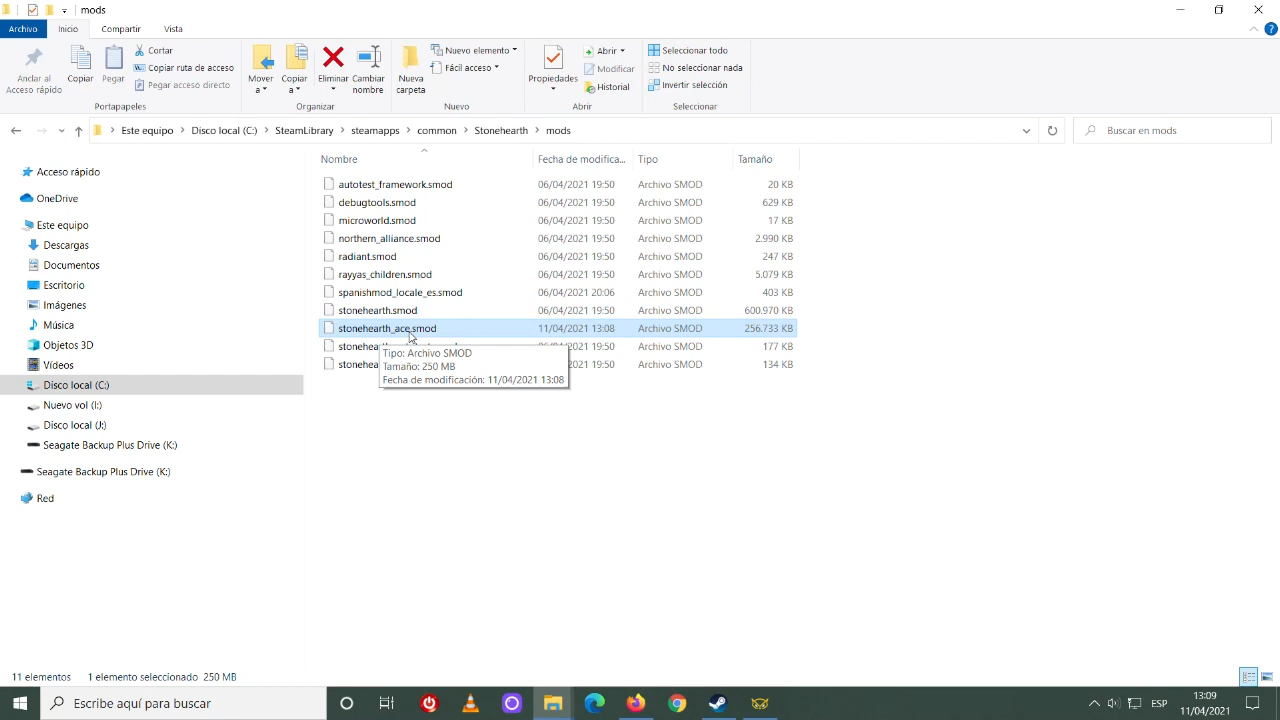 mods
Archivo Inicio Compartir Vista
Andar al Acceso rápido
Copiar
Pegar
Cortar
Copiar ruta de acceso
Pegar acceso directo
Portapapeles
Mover a
Copiar a
Eliminar
Cambiar nombre
Organizar
Nueva carpeta
Nuevo elemento
Fácil acceso
Nuevo
Propiedades
Abrir
Modificar
Historial
Abrir
Seleccionar todo
No seleccionar nada
Invertir selección
Seleccionar
Este equipo > Disco local (C:) > SteamLibrary > steamapps > common > Stonehearth > mods
Buscar en mods
Acceso rápido
OneDrive
Este equipo
Descargas
Documentos
Escritorio
Imágenes
Música
Objetos 3D
Vídeos
Disco local (C:)
Nuevo vol (I:)
Disco local (J:)
Seagate Backup Plus Drive (K:)
Seagate Backup Plus Drive (K:)
Red
Nombre Fecha de modifica... Tipo Tamaño
autotest_framework.smod 06/04/2021 19:50 Archivo SMOD 20 KB
debugtools.smod 06/04/2021 19:50 Archivo SMOD 629 KB
microworld.smod 06/04/2021 19:50 Archivo SMOD 17 KB
northern_alliance.smod 06/04/2021 19:50 Archivo SMOD 2.990 KB
radiant.smod 06/04/2021 19:50 Archivo SMOD 247 KB
rayyas_children.smod 06/04/2021 19:50 Archivo SMOD 5.079 KB
spanishmod_locale_es.smod 06/04/2021 20:06 Archivo SMOD 403 KB
stonehearth.smod 06/04/2021 19:50 Archivo SMOD 600.970 KB
stonehearth_ace.smod 11/04/2021 13:08 Archivo SMOD 256.733 KB
stonehea 2021 19:50 Archivo SMOD 177 KB
stonehea 2021 19:50 Archivo SMOD 134 KB
Tipo: Archivo SMOD
Tamaño: 250 MB
Fecha de modificación: 11/04/2021 13:08
11 elementos 1 elemento seleccionado 250 MB
Escribe aquí para buscar
ESP
13:09
11/04/2021